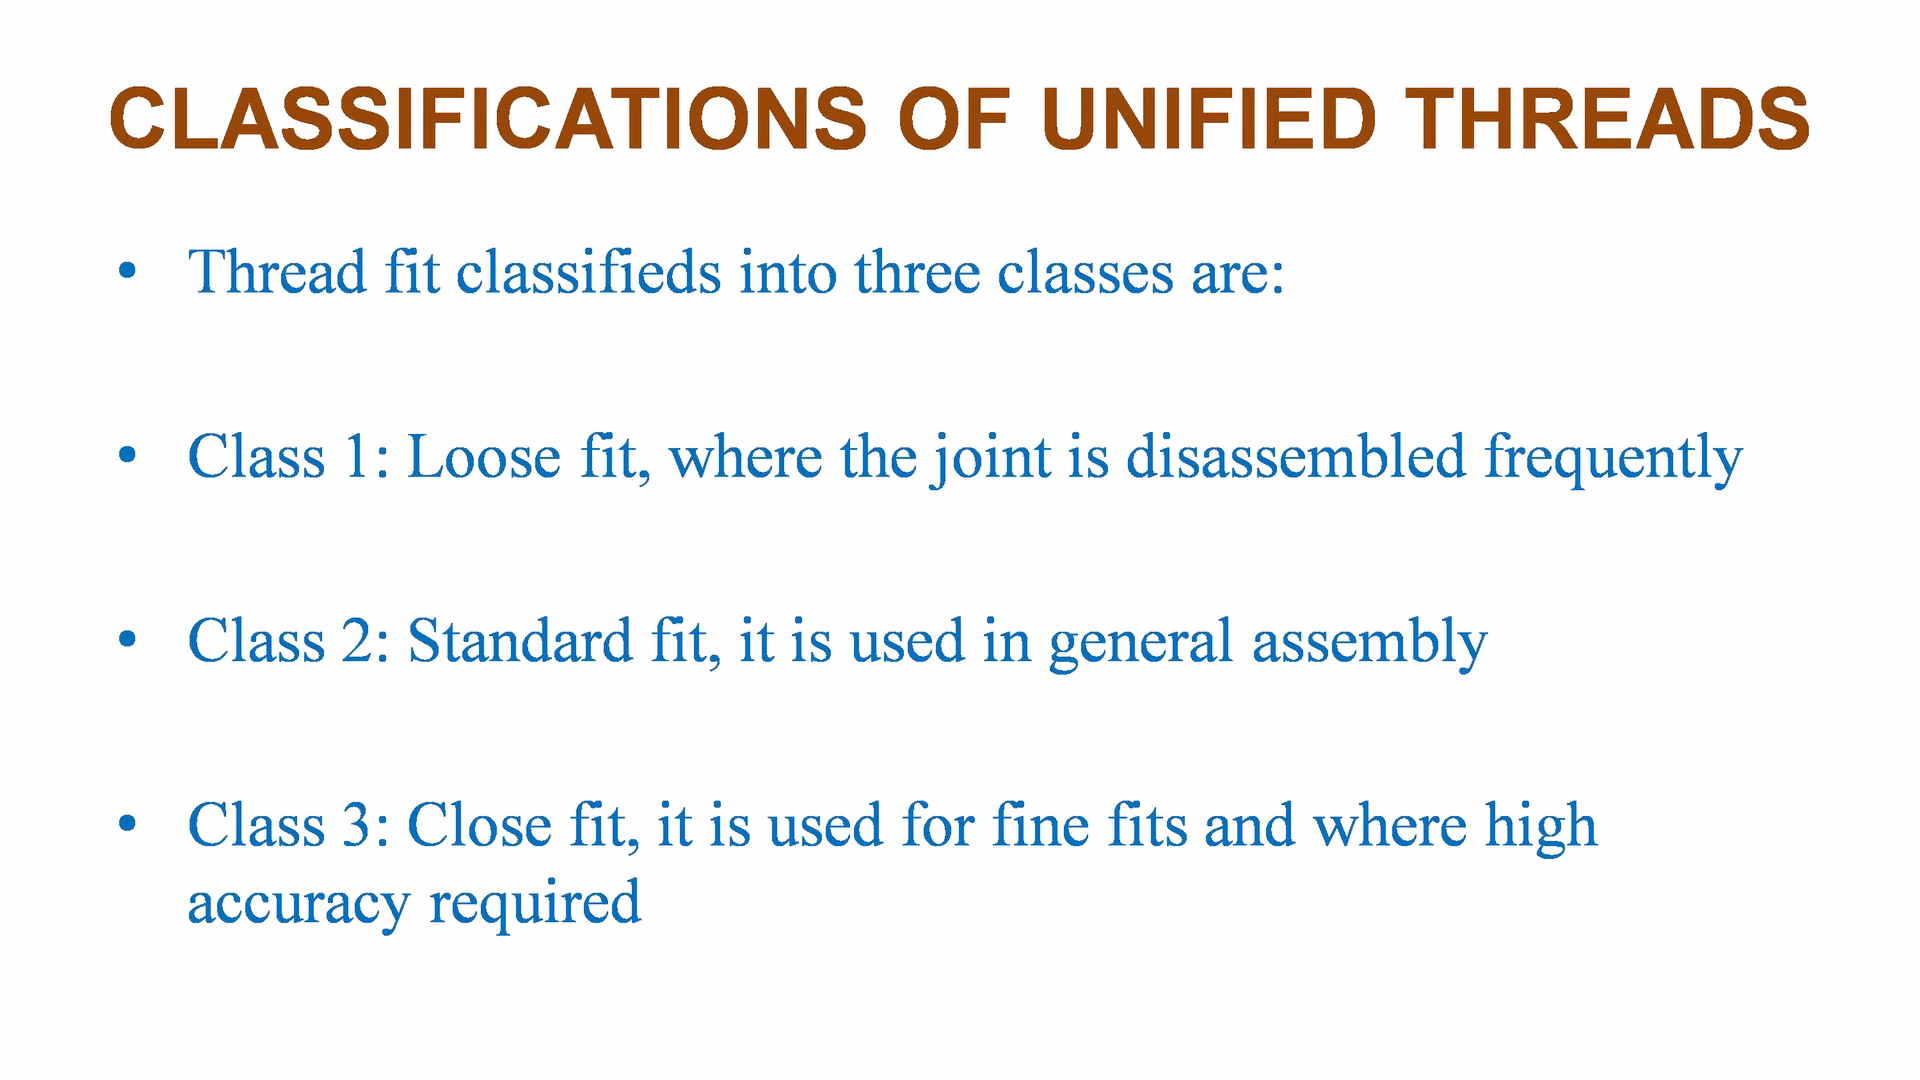 CLASSIFICATIONS OF UNIFIED THREADS
• Thread fit classifieds into three classes are:
• Class 1: Loose fit, where the joint is disassembled frequently
• Class 2: Standard fit, it is used in general assembly
• Class 3: Close fit, it is used for fine fits and where high
accuracy required